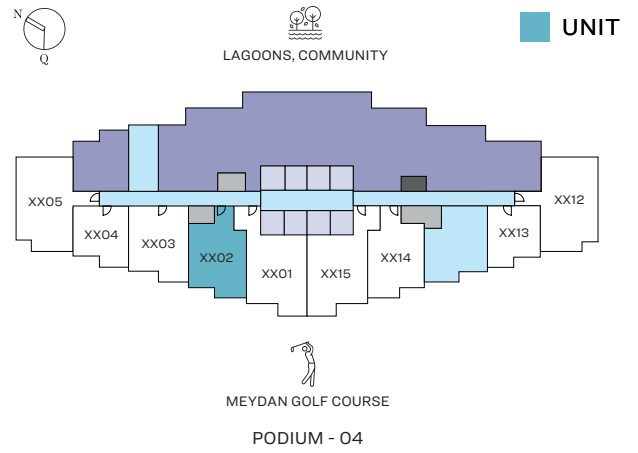 N
Q
UNIT
LAGOONS, COMMUNITY
XX05
XX12
XX04
XX03
XX02
XX01
XX15
XX14
XX13
MEYDAN GOLF COURSE
PODIUM - 04